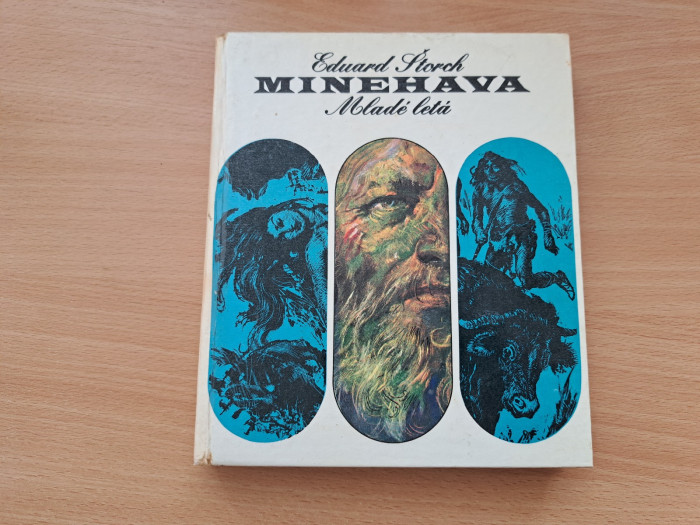 Eduard Štorch
MINEHAVA
Mladé letá